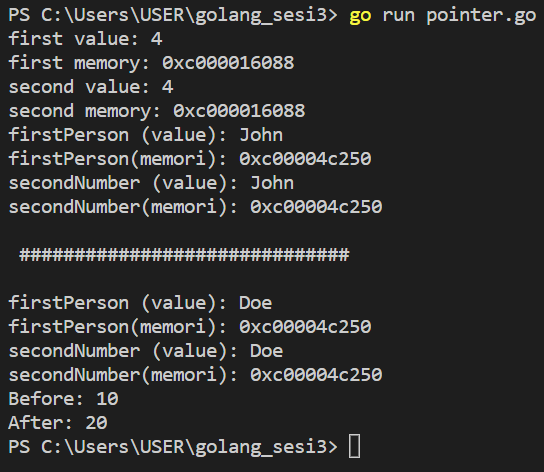 PS C:\Users\USER\golang_sesi3> go run pointer.go
first value: 4
first memory: 0xc000016088
second value: 4
second memory: 0xc000016088
firstPerson (value): John
firstPerson(memori): 0xc00004c250
secondNumber (value): John
secondNumber(memori): 0xc00004c250
##############################
firstPerson (value): Doe
firstPerson(memori): 0xc00004c250
secondNumber (value): Doe
secondNumber(memori): 0xc00004c250
Before: 10
After: 20
PS C:\Users\USER\golang_sesi3>